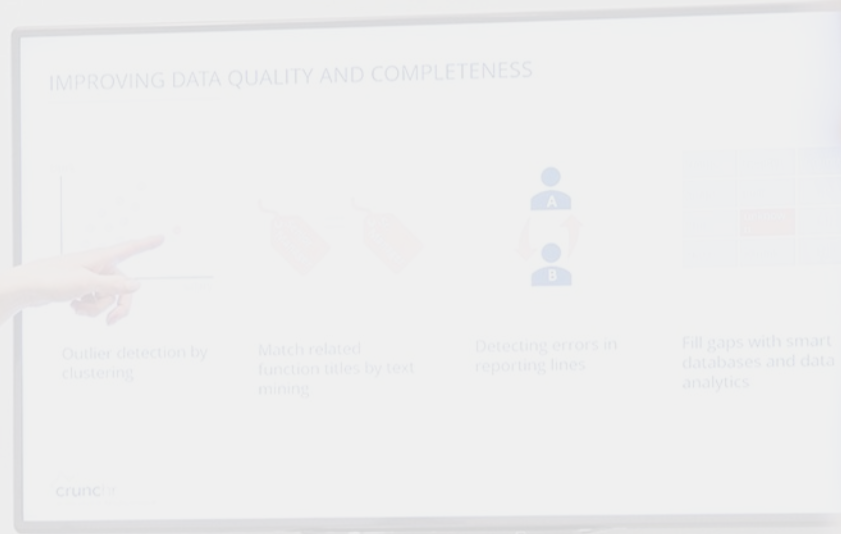 IMPROVING DATA QUALITY AND COMPLETENESS
A
B
Outlier detection by
clustering
Match related
function titles by text
mining
Detecting errors in
reporting lines
Fill gaps with smart
databases and data
analytics
crunchr